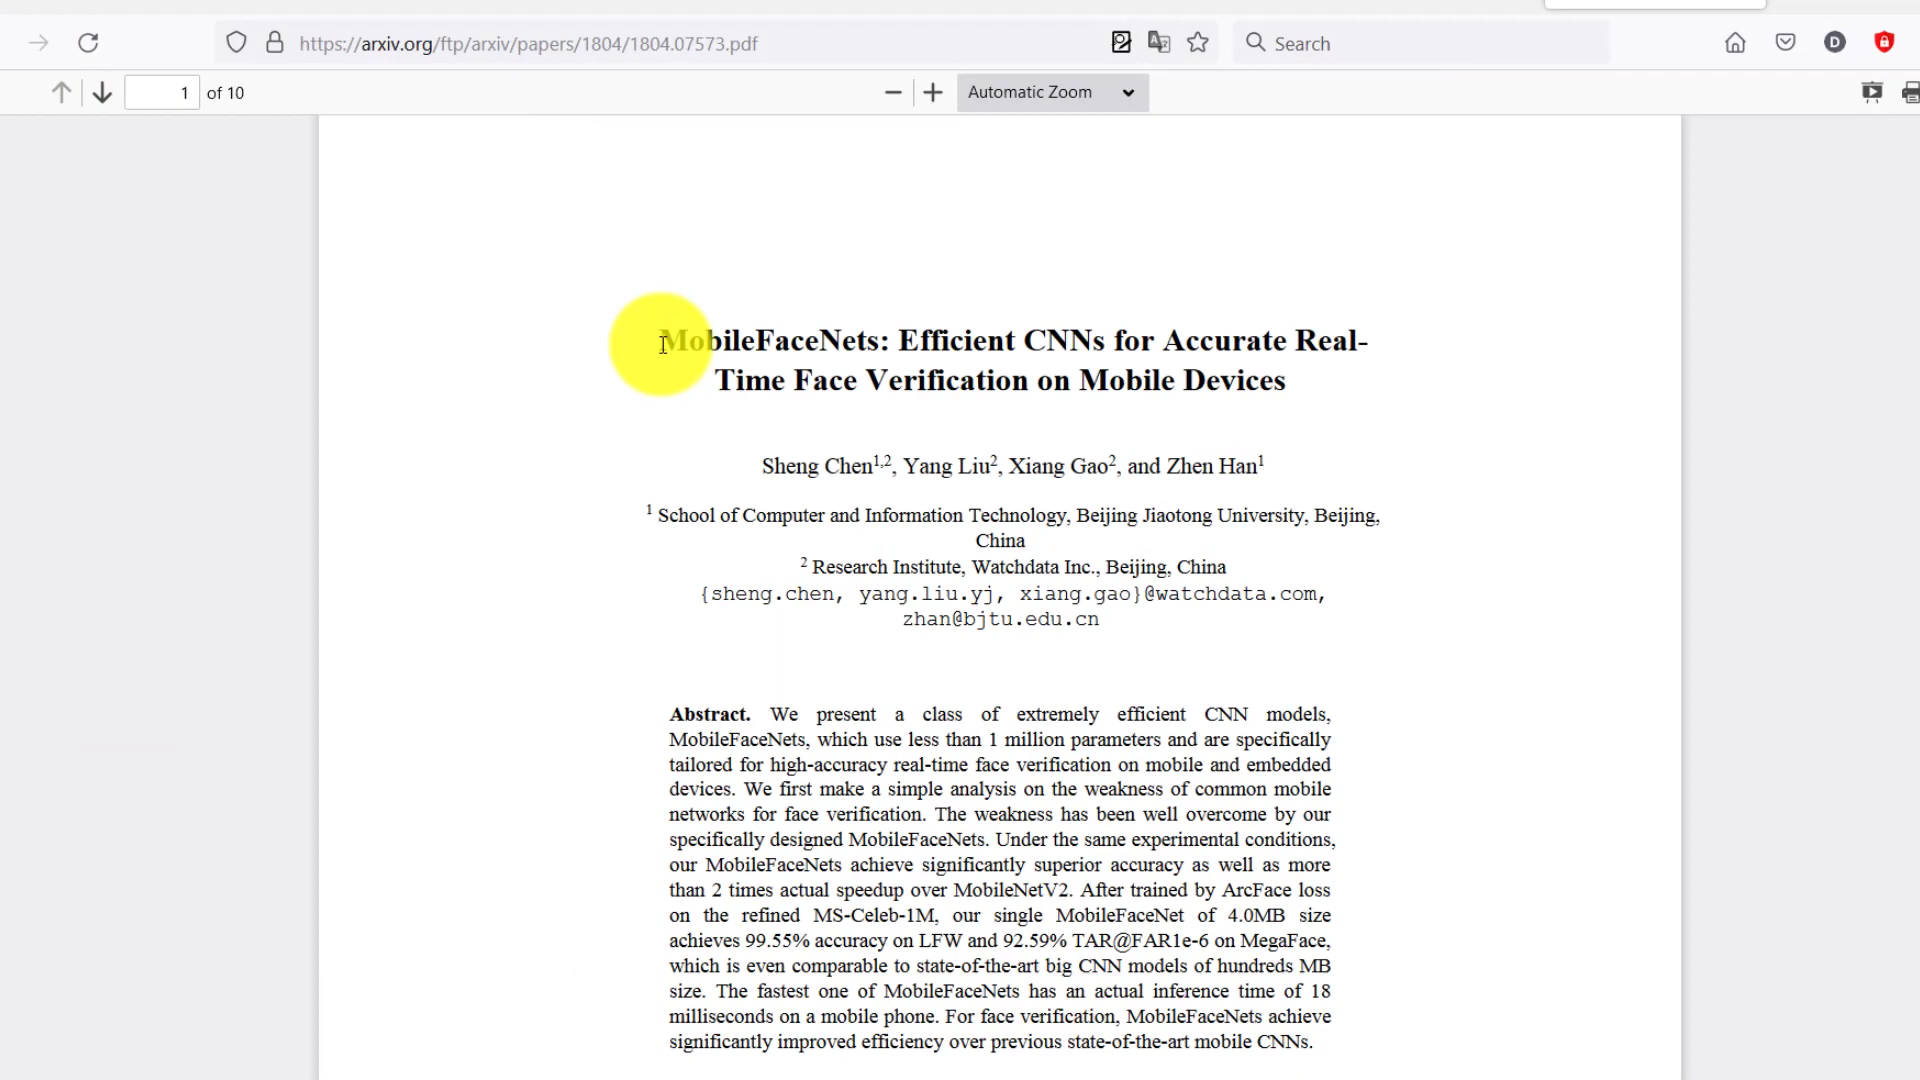 https://arxiv.org/ftp/arxiv/papers/1804/1804.07573.pdf
Search
D
1 of 10
Automatic Zoom
MobileFaceNets: Efficient CNNs for Accurate Real-
Time Face Verification on Mobile Devices
Sheng Chen1,2, Yang Liu2, Xiang Gao2, and Zhen Han1
1 School of Computer and Information Technology, Beijing Jiaotong University, Beijing,
China
2 Research Institute, Watchdata Inc., Beijing, China
{sheng.chen, yang.liu.yj, xiang.gao}@watchdata.com,
zhan@bjtu.edu.cn
Abstract. We present a class of extremely efficient CNN models,
MobileFaceNets, which use less than 1 million parameters and are specifically
tailored for high-accuracy real-time face verification on mobile and embedded
devices. We first make a simple analysis on the weakness of common mobile
networks for face verification. The weakness has been well overcome by our
specifically designed MobileFaceNets. Under the same experimental conditions,
our MobileFaceNets achieve significantly superior accuracy as well as more
than 2 times actual speedup over MobileNetV2. After trained by ArcFace loss
on the refined MS-Celeb-1M, our single MobileFaceNet of 4.0MB size
achieves 99.55% accuracy on LFW and 92.59% TAR@FAR1e-6 on MegaFace,
which is even comparable to state-of-the-art big CNN models of hundreds MB
size. The fastest one of MobileFaceNets has an actual inference time of 18
milliseconds on a mobile phone. For face verification, MobileFaceNets achieve
significantly improved efficiency over previous state-of-the-art mobile CNNs.